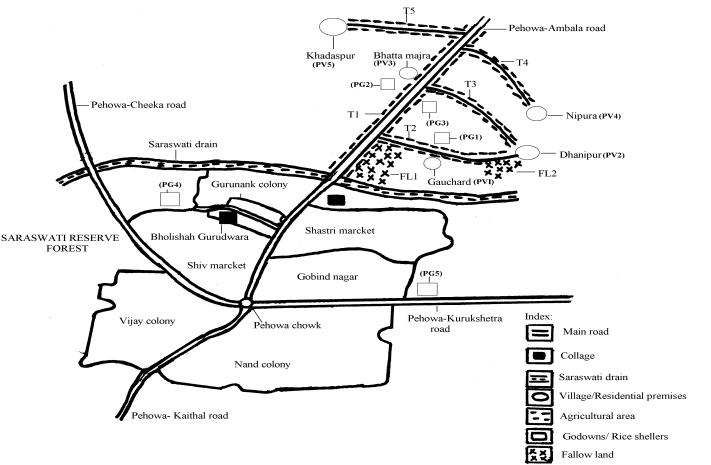 T5
Pehowa-Ambala road
Khadaspur
(PV5)
Bhatta majra
(PV3)
T4
(PG2)
T3
Pehowa-Cheeka road
T1
(PG3)
Nipura (PV4)
T2
(PG1)
Saraswati drain
Dhanipur (PV2)
FL1
FL2
Gauchard (PV1)
(PG4)
Gurunank colony
Shastri marcket
Bholishah Gurudwara
SARASWATI RESERVE
FOREST
Shiv marcket
Gobind nagar
(PG5)
Vijay colony
Pehowa chowk
Pehowa-Kurukshetra
road
Nand colony
Pehowa- Kaithal road
Index:
Main road
Collage
Saraswati drain
Village/Residential premises
Agricultural area
Godowns/ Rice shellers
Fallow land